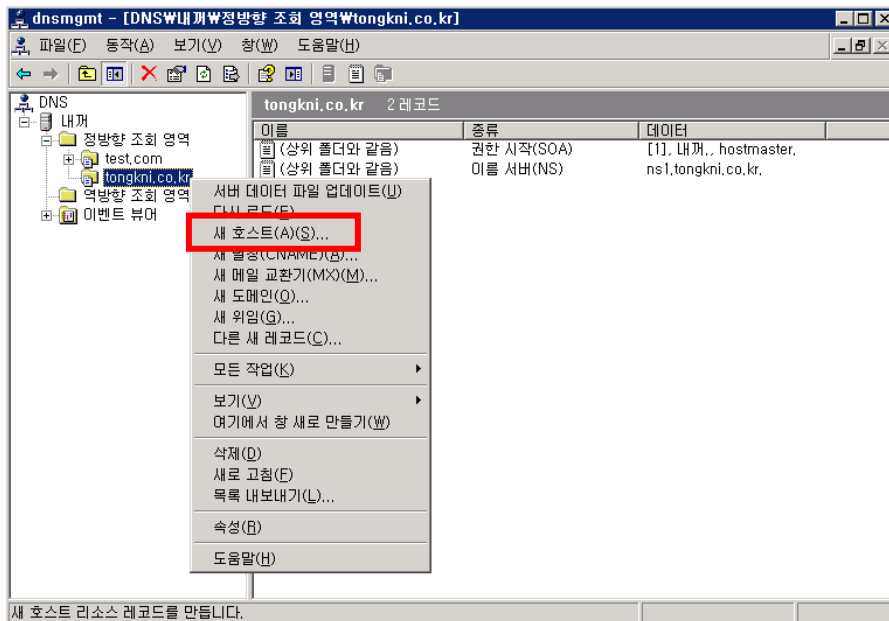 dnsmgmt - [DNS₩내꺼₩정방향 조회 영역₩tongkni.co.kr]
파일(F) 동작(A) 보기(V) 창(W) 도움말(H)
DNS
내꺼
정방향 조회 영역
test.com
tongkni.co.kr
역방향 조회 영역
이벤트 뷰어
tongkni.co.kr 2 레코드
이름 종류 데이터
(상위 폴더와 같음) 권한 시작(SOA) [1], 내꺼., hostmaster.
(상위 폴더와 같음) 이름 서버(NS) ns1.tongkni.co.kr.
서버 데이터 파일 업데이트(U)
다시 로드(E)
새 호스트(A)(S)...
새 별칭(CNAME)(A)...
새 메일 교환기(MX)(M)...
새 도메인(O)...
새 위임(G)...
다른 새 레코드(C)...
모든 작업(K)
보기(V)
여기에서 창 새로 만들기(W)
삭제(D)
새로 고침(F)
목록 내보내기(L)...
속성(R)
도움말(H)
새 호스트 리소스 레코드를 만듭니다.